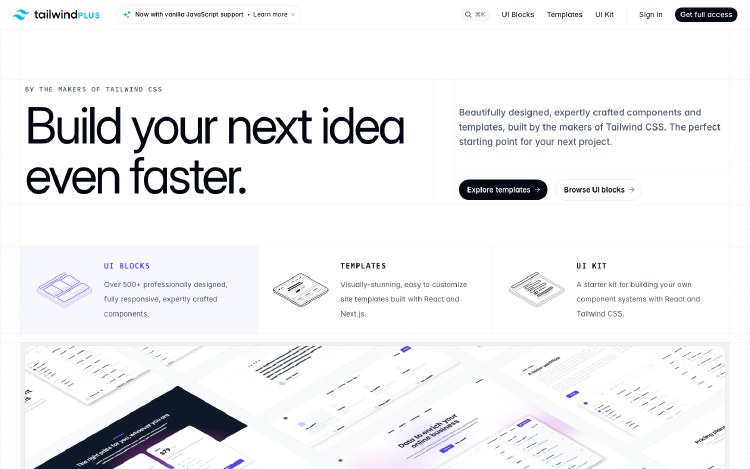 tailwindPLUS
Now with vanilla JavaScript support • Learn more
⌘K
UI Blocks
Templates
UI Kit
Sign in
Get full access
BY THE MAKERS OF TAILWIND CSS
Build your next idea
even faster.
Beautifully designed, expertly crafted components and
templates, built by the makers of Tailwind CSS. The perfect
starting point for your next project.
Explore templates →
Browse UI blocks →
UI BLOCKS
Over 500+ professionally designed,
fully responsive, expertly crafted
components.
TEMPLATES
Visually-stunning, easy to customize
site templates built with React and
Next.js.
UI KIT
A starter kit for building your own
component systems with React and
Tailwind CSS.
A better workflow
The right price for you, whoever you are
$79
Data to enrich your
online business